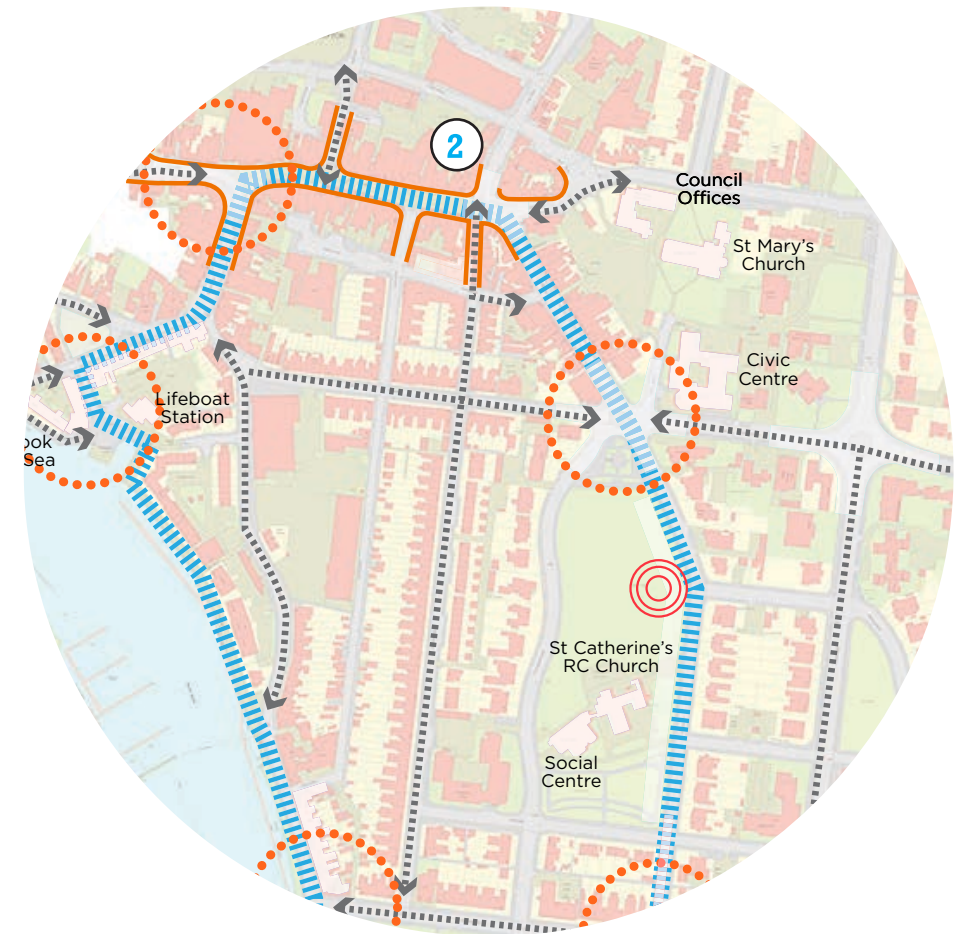 2
Council
Offices
St Mary's
Church
Civic
Centre
Lifeboat
Station
Sea
St Catherine's
RC Church
Social
Centre